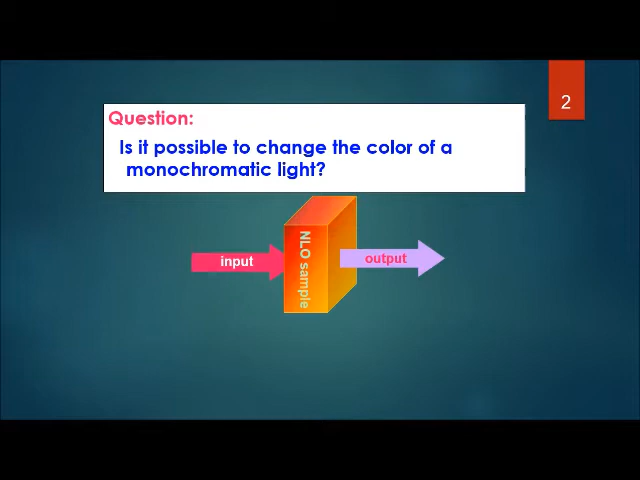 2
Question:
Is it possible to change the color of a
monochromatic light?
input
NLO sample
output